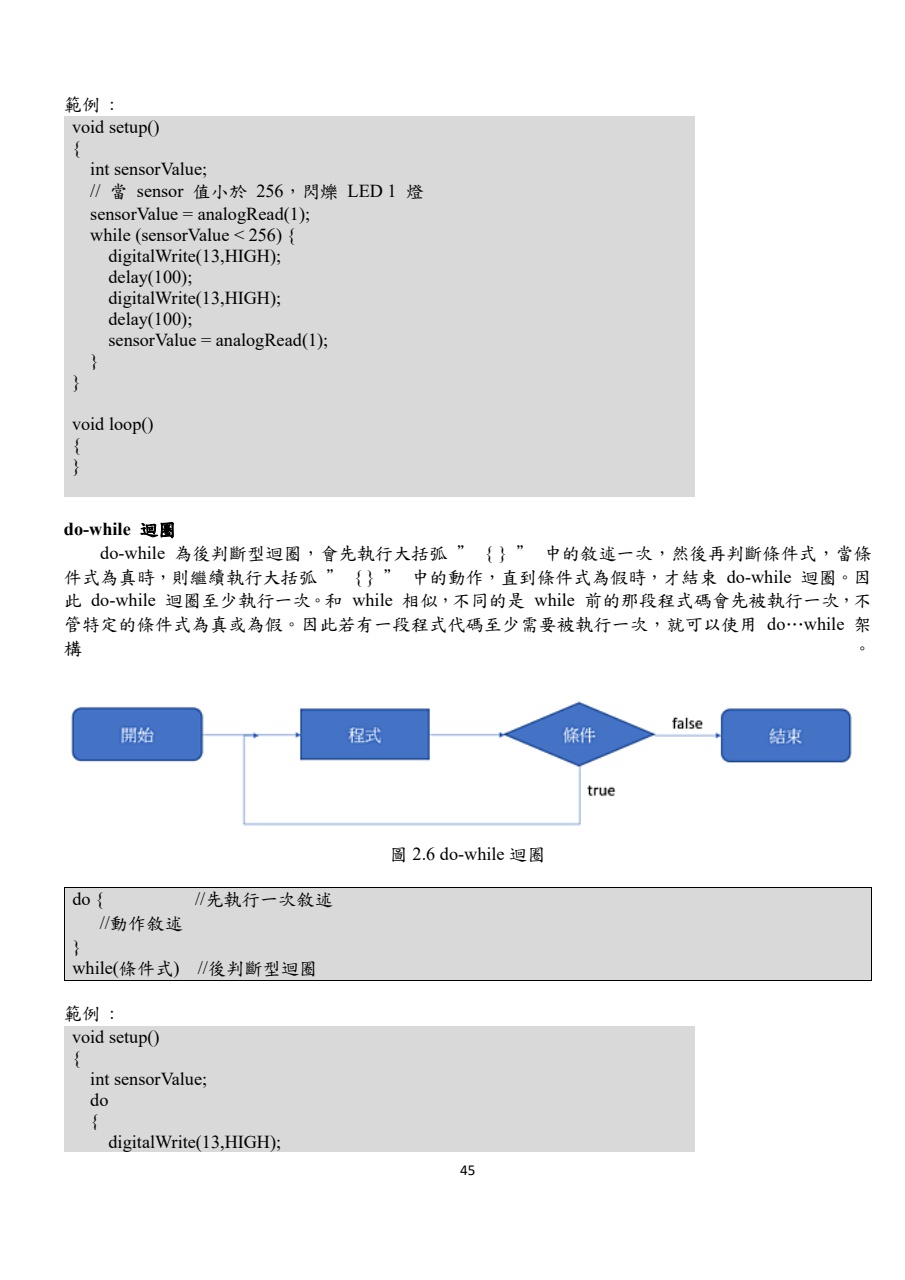 範例 :
void setup()
{
int sensorValue;
// 當 sensor 值小於 256，閃爍 LED 1 燈
sensorValue = analogRead(1);
while (sensorValue < 256) {
digitalWrite(13,HIGH);
delay(100);
digitalWrite(13,HIGH);
delay(100);
sensorValue = analogRead(1);
}
}
void loop()
{
}
do-while 迴圈
do-while 為後判斷型迴圈，會先執行大括弧 ” { } ” 中的敘述一次，然後再判斷條件式，當條
件式為真時，則繼續執行大括弧 ” { } ” 中的動作，直到條件式為假時，才結束 do-while 迴圈。因
此 do-while 迴圈至少執行一次。和 while 相似，不同的是 while 前的那段程式碼會先被執行一次，不
管特定的條件式為真或為假。因此若有一段程式代碼至少需要被執行一次，就可以使用 do…while 架
構 。
開始 程式 條件 false 結束
true
圖 2.6 do-while 迴圈
do { //先執行一次敘述
//動作敘述
}
while(條件式) //後判斷型迴圈
範例 :
void setup()
{
int sensorValue;
do
{
digitalWrite(13,HIGH);
45